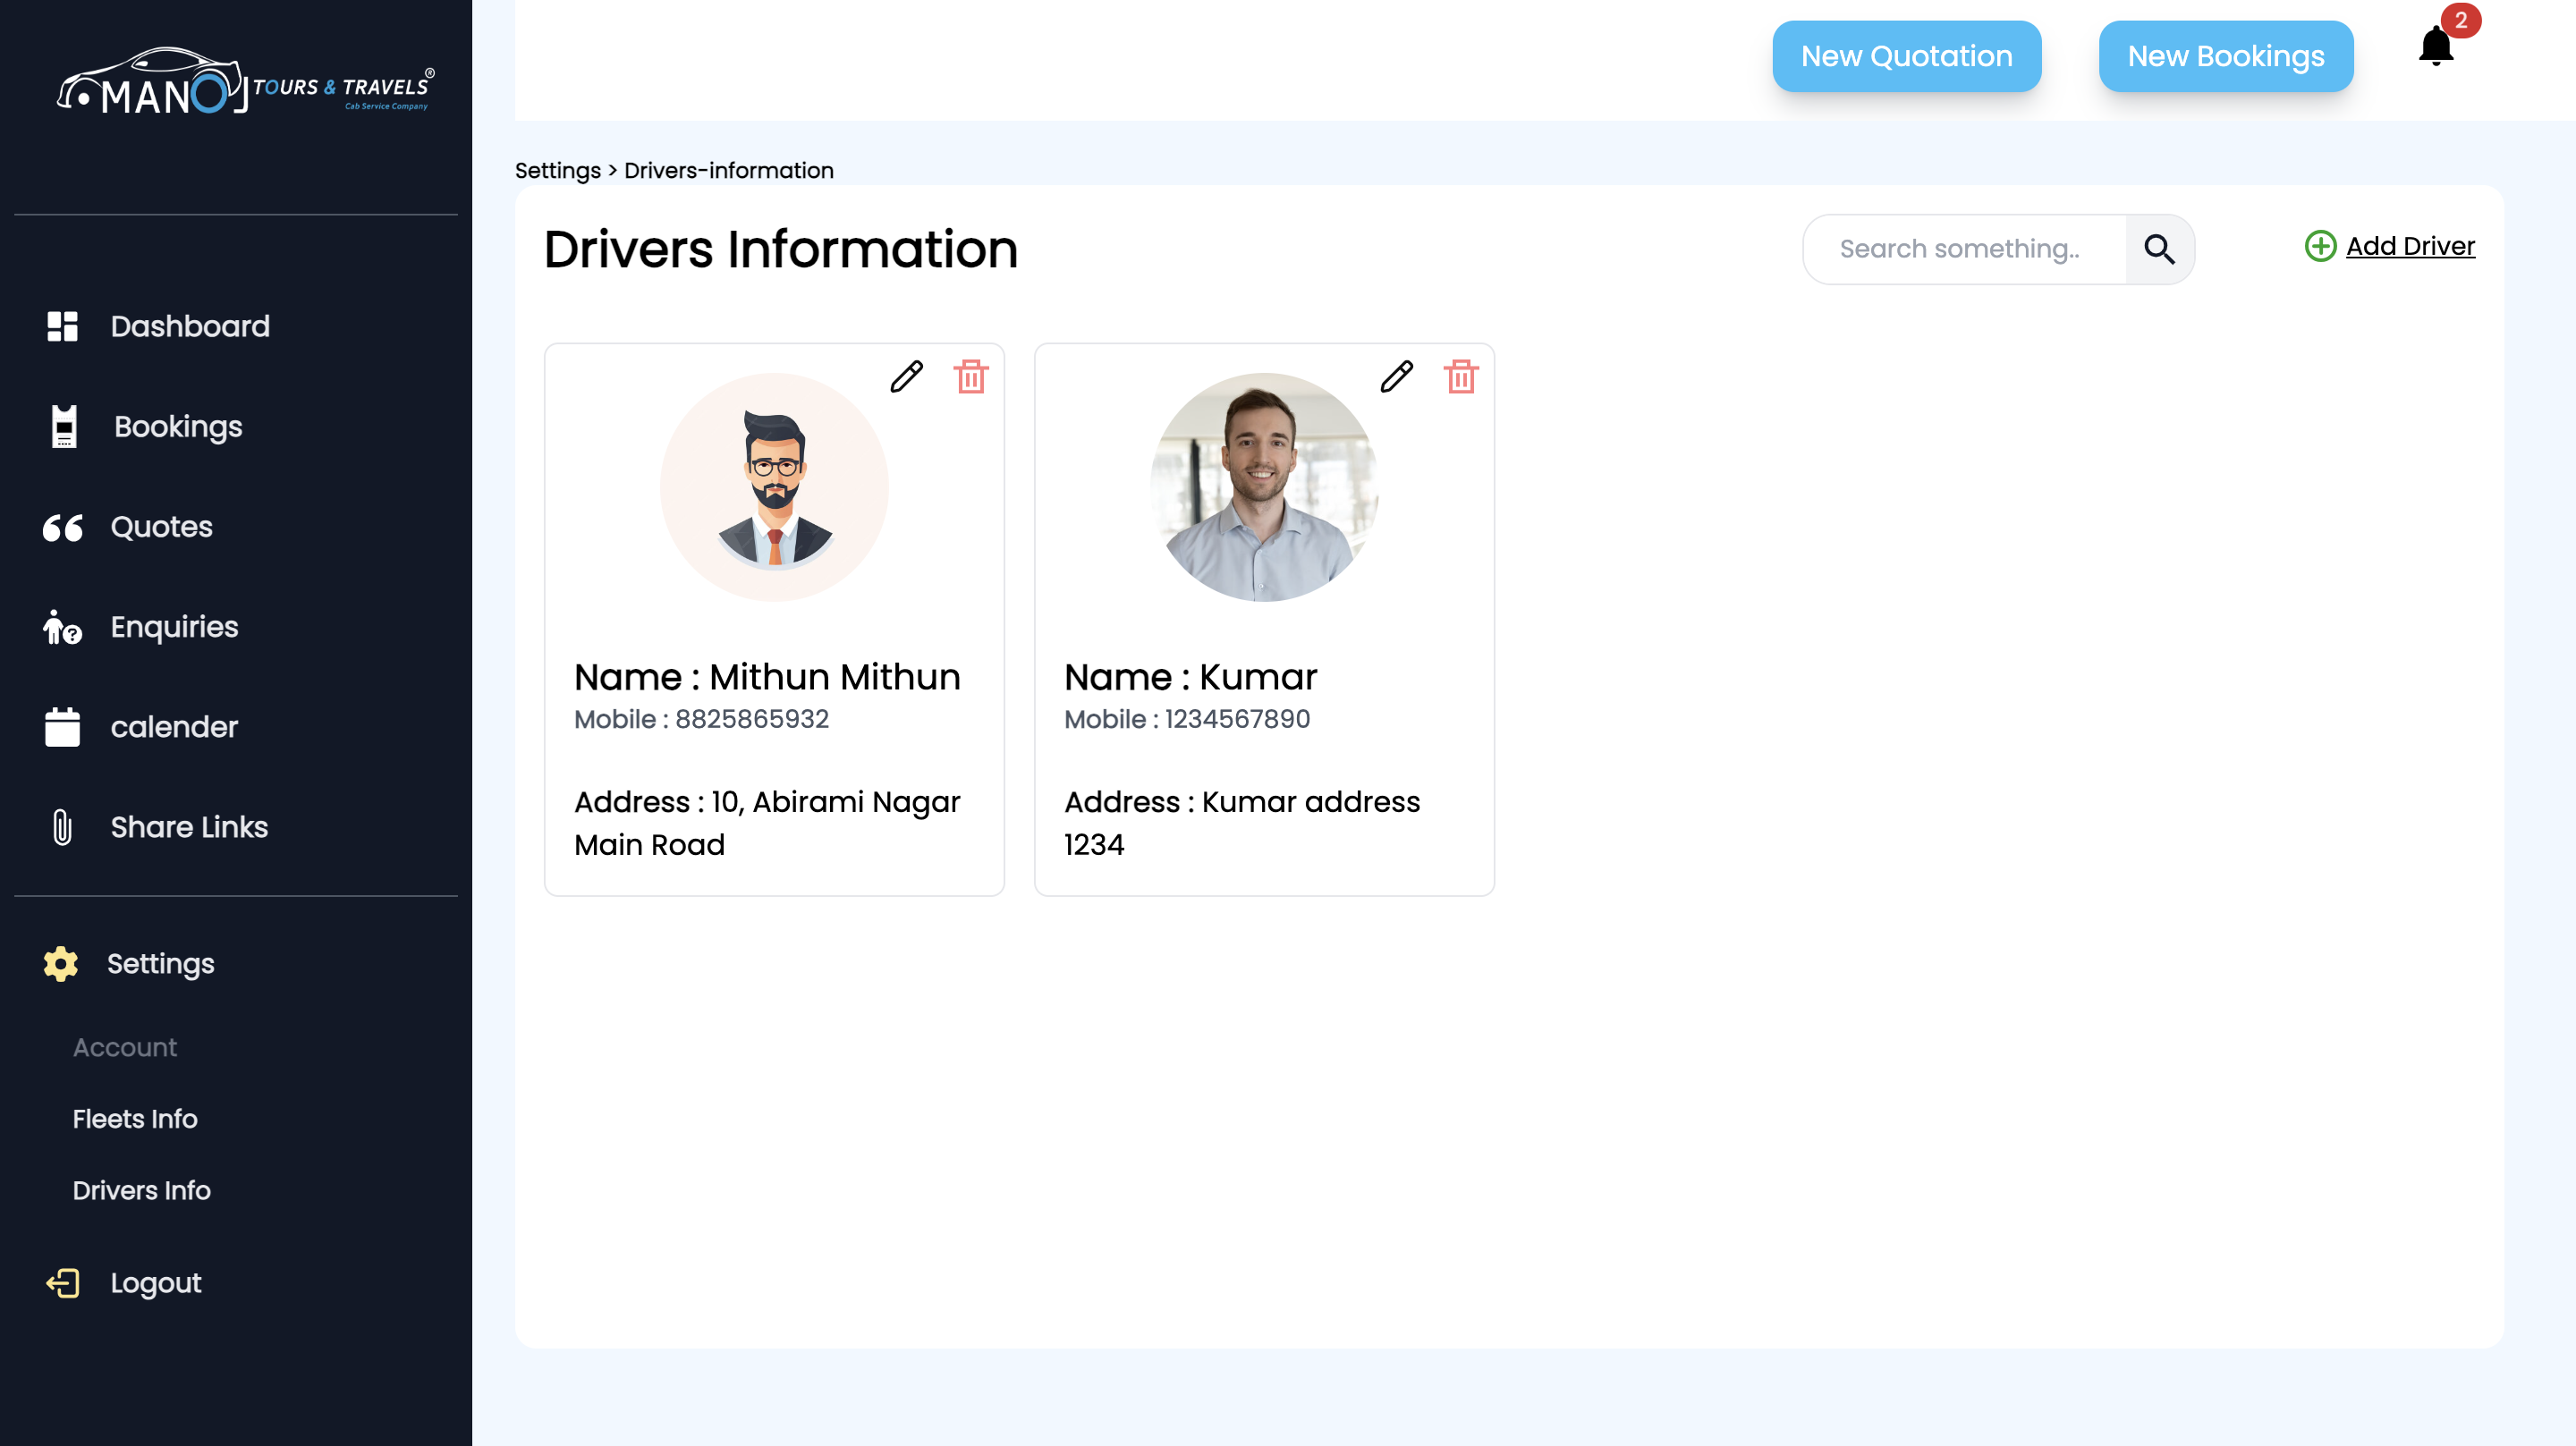 MANOJ TOURS & TRAVELS®
Cab Service Company
Dashboard
Bookings
Quotes
Enquiries
calender
Share Links
Settings
Account
Fleets Info
Drivers Info
Logout
New Quotation
New Bookings
2
Settings > Drivers-information
Drivers Information
Search something..
Add Driver
Name : Mithun Mithun
Mobile : 8825865932
Address : 10, Abirami Nagar
Main Road
Name : Kumar
Mobile : 1234567890
Address : Kumar address
1234